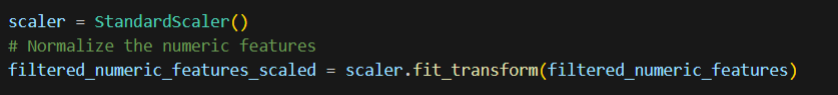 scaler = StandardScaler()
# Normalize the numeric features
filtered_numeric_features_scaled = scaler.fit_transform(filtered_numeric_features)